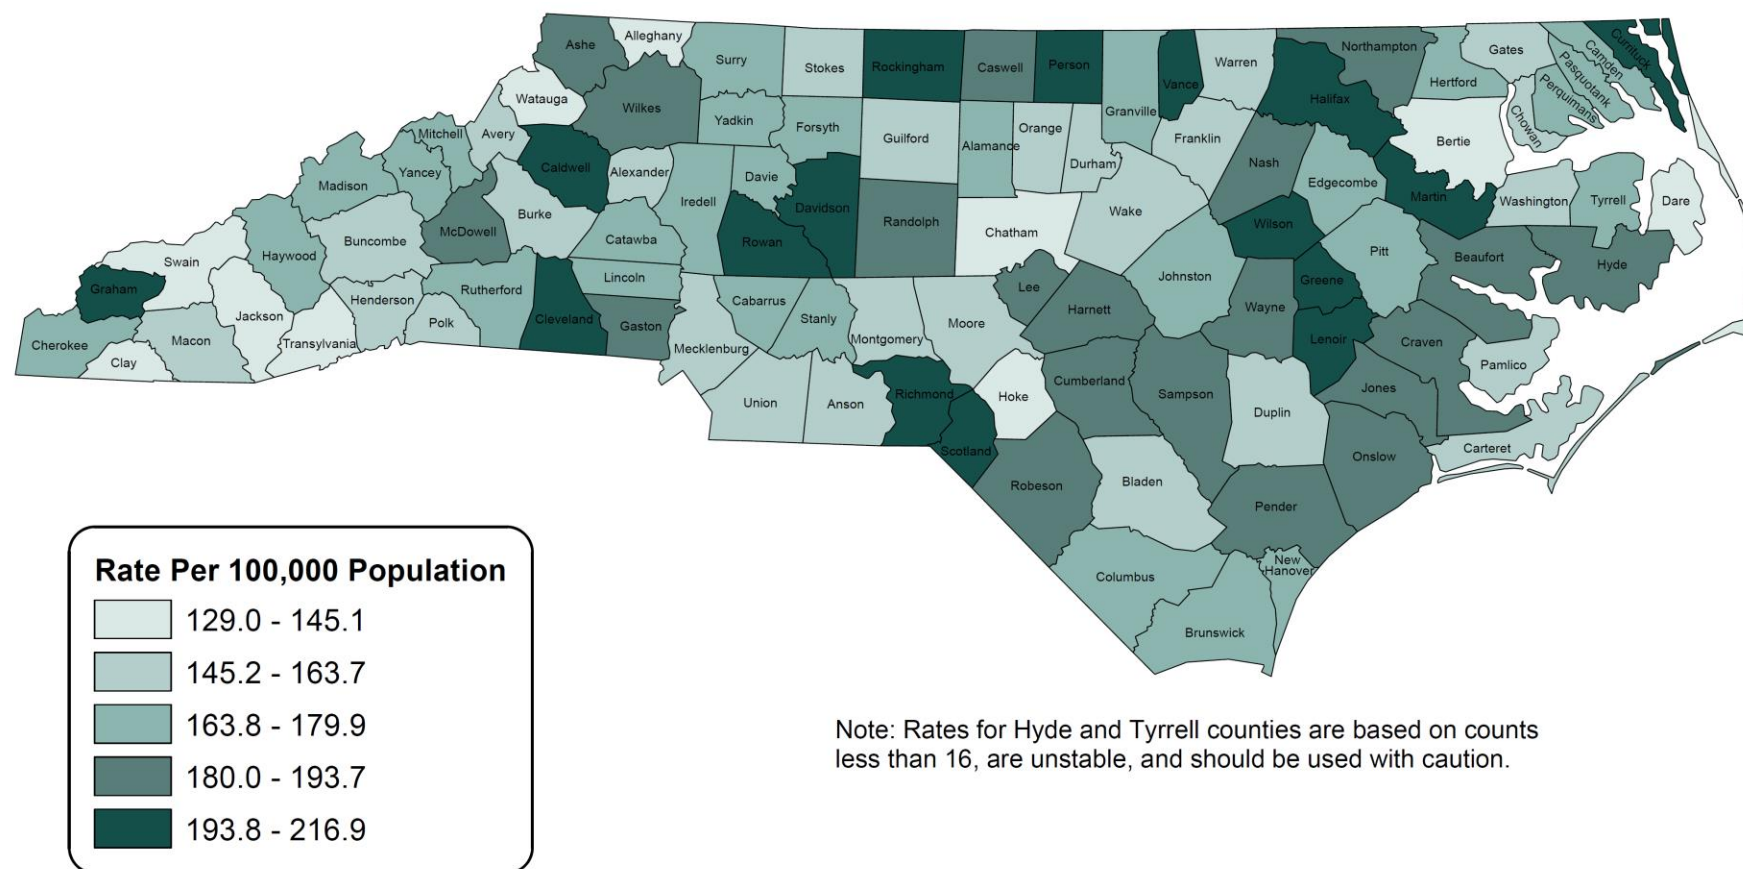 Ashe
Alleghany
Surry
Stokes
Rockingham
Caswell
Person
Granville
Vance
Warren
Northampton
Halifax
Hertford
Gates
Camden
Currituck
Pasquotank
Perquimans
Chowan
Bertie
Watauga
Wilkes
Yadkin
Forsyth
Guilford
Alamance
Orange
Durham
Franklin
Nash
Edgecombe
Martin
Washington
Tyrrell
Dare
Mitchell
Avery
Caldwell
Alexander
Iredell
Davie
Davidson
Randolph
Chatham
Wake
Wilson
Madison
Yancey
McDowell
Burke
Catawba
Rowan
Johnston
Greene
Pitt
Beaufort
Hyde
Swain
Haywood
Buncombe
Rutherford
Lincoln
Cabarrus
Stanly
Montgomery
Moore
Lee
Harnett
Wayne
Lenoir
Craven
Pamlico
Graham
Cherokee
Clay
Macon
Jackson
Transylvania
Henderson
Polk
Cleveland
Gaston
Mecklenburg
Union
Anson
Richmond
Scotland
Hoke
Cumberland
Sampson
Duplin
Jones
Carteret
Onslow
Robeson
Bladen
Pender
Columbus
Brunswick
New
Hanover
Rate Per 100,000 Population
129.0 - 145.1
145.2 - 163.7
163.8 - 179.9
180.0 - 193.7
193.8 - 216.9
Note: Rates for Hyde and Tyrrell counties are based on counts
less than 16, are unstable, and should be used with caution.